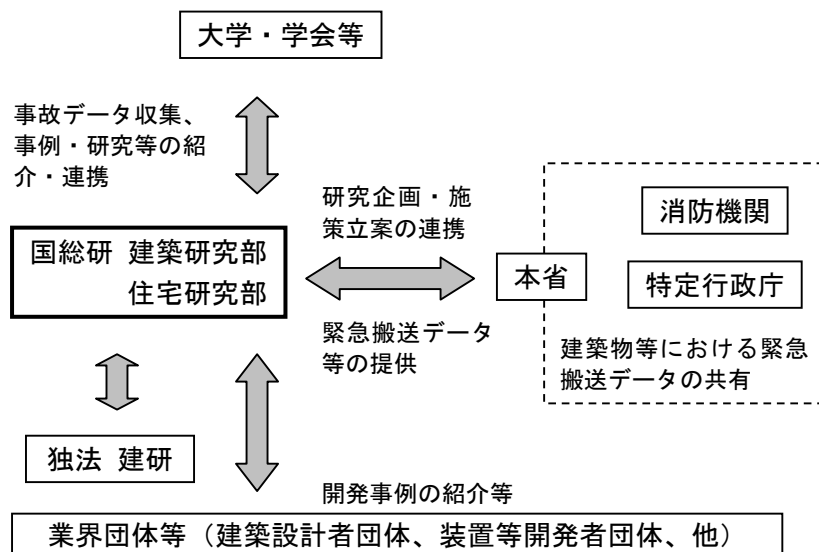 大学・学会等
事故データ収集、
事例・研究等の紹
介・連携
研究企画・施
策立案の連携
消防機関
国総研 建築研究部
住宅研究部
本省
特定行政庁
緊急搬送データ
等の提供
建築物等における緊急
搬送データの共有
独法 建研
開発事例の紹介等
業界団体等（建築設計者団体、装置等開発者団体、他）